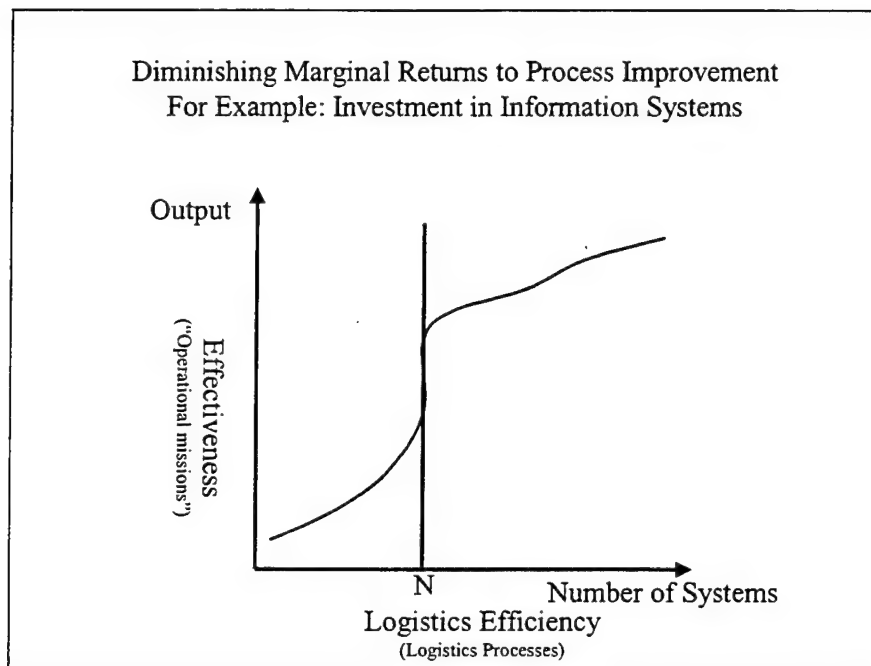 Diminishing Marginal Returns to Process Improvement
For Example: Investment in Information Systems
Output
Effectiveness
("Operational missions")
N
Number of Systems
Logistics Efficiency
(Logistics Processes)